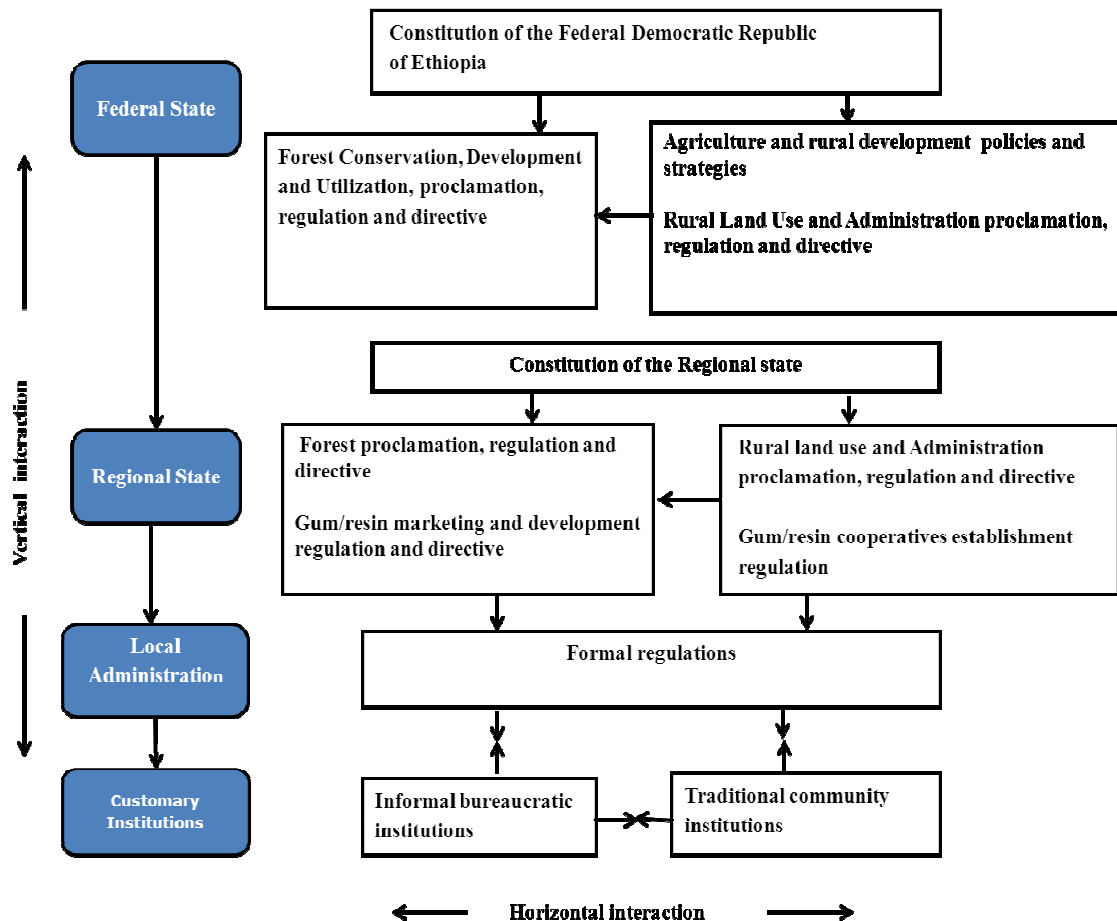 Constitution of the Federal Democratic Republic
of Ethiopia
Federal State
Forest Conservation, Development
and Utilization, proclamation,
regulation and directive
Agriculture and rural development policies and
strategies
Rural Land Use and Administration proclamation,
regulation and directive
Vertical interaction
Constitution of the Regional state
Regional State
Forest proclamation, regulation and
directive
Gum/resin marketing and development
regulation and directive
Rural land use and Administration
proclamation, regulation and directive
Gum/resin cooperatives establishment
regulation
Local
Administration
Formal regulations
Customary
Institutions
Informal bureaucratic
institutions
Traditional community
institutions
Horizontal interaction